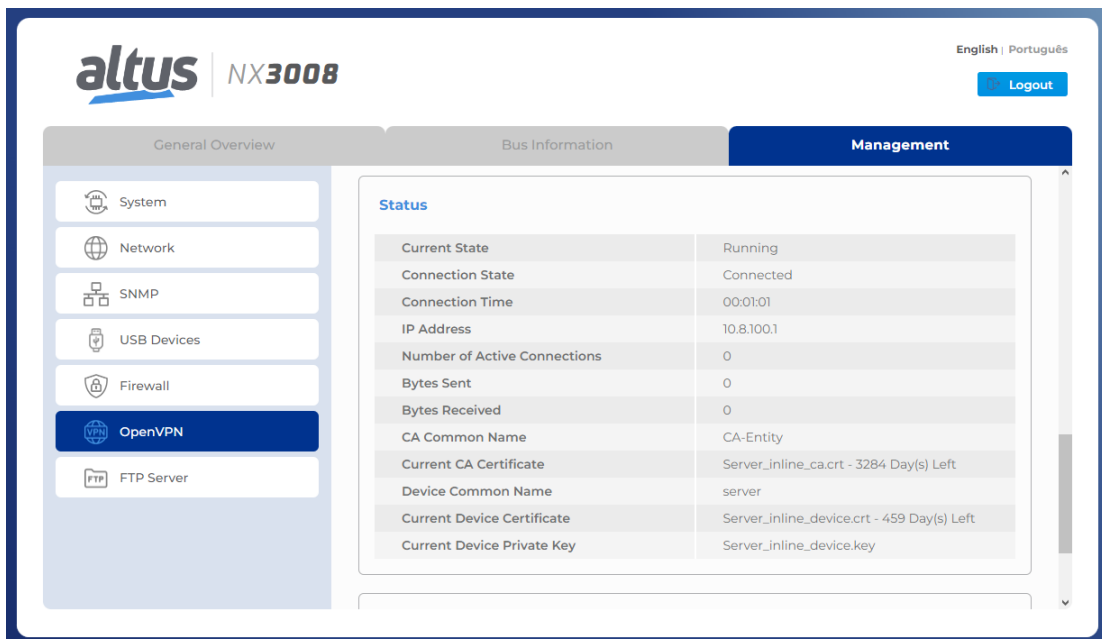 altus NX3008
English | Português
Logout
General Overview
Bus Information
Management
System
Network
SNMP
USB Devices
Firewall
VPN OpenVPN
FTP FTP Server
Status
Current State Running
Connection State Connected
Connection Time 00:01:01
IP Address 10.8.100.1
Number of Active Connections 0
Bytes Sent 0
Bytes Received 0
CA Common Name CA-Entity
Current CA Certificate Server_inline_ca.crt - 3284 Day(s) Left
Device Common Name server
Current Device Certificate Server_inline_device.crt - 459 Day(s) Left
Current Device Private Key Server_inline_device.key